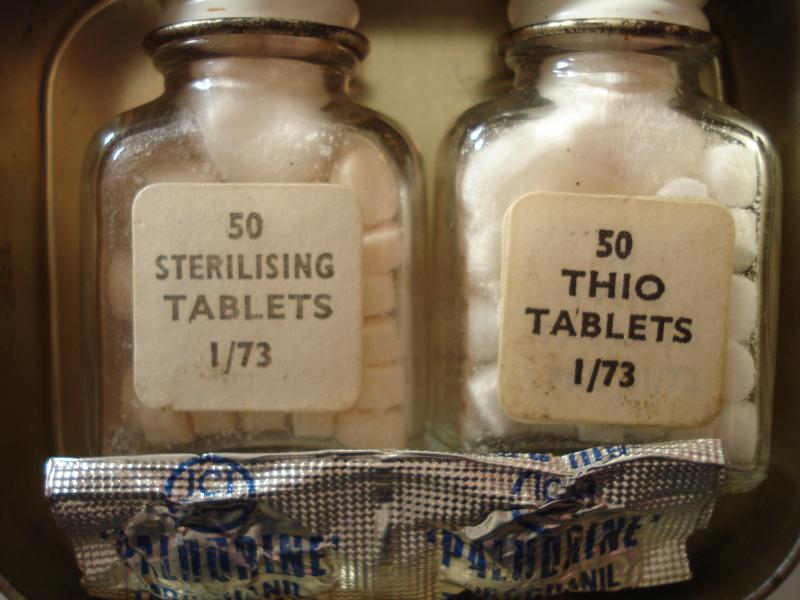 50
STERILISING
TABLETS
1/73
50
THIO
TABLETS
1/73
ICI
'PALUDRINE'
'PALUDRINE'